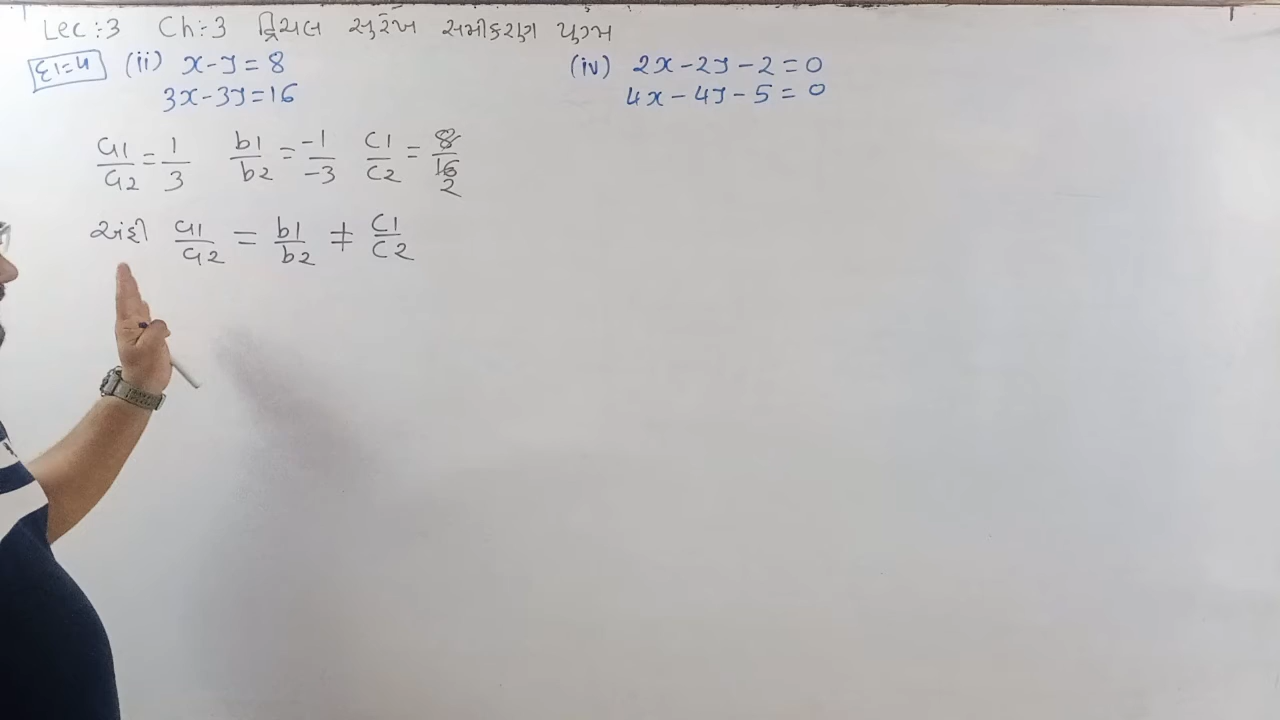 Lec:3 Ch:3 દ્વિચલ સુરેખ સમીકરણ યુગ્મ
દા=4 (ii) x-y=8 (iv) 2x-2y-2=0
3x-3y=16 4x-4y-5=0
a1/a2 = 1/3 b1/b2 = -1/-3 c1/c2 = 8/16 2
અહીં a1/a2 = b1/b2 ≠ c1/c2